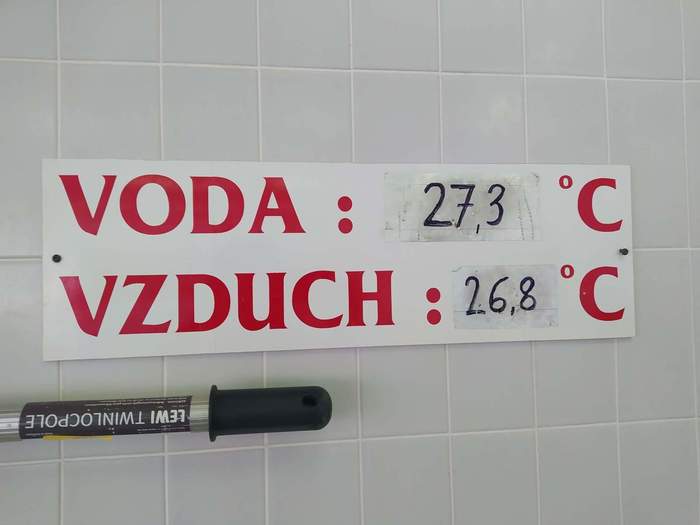 VODA : 27,3 °C
VZDUCH : 26,8 °C
LEWI TWINLOCPOLE